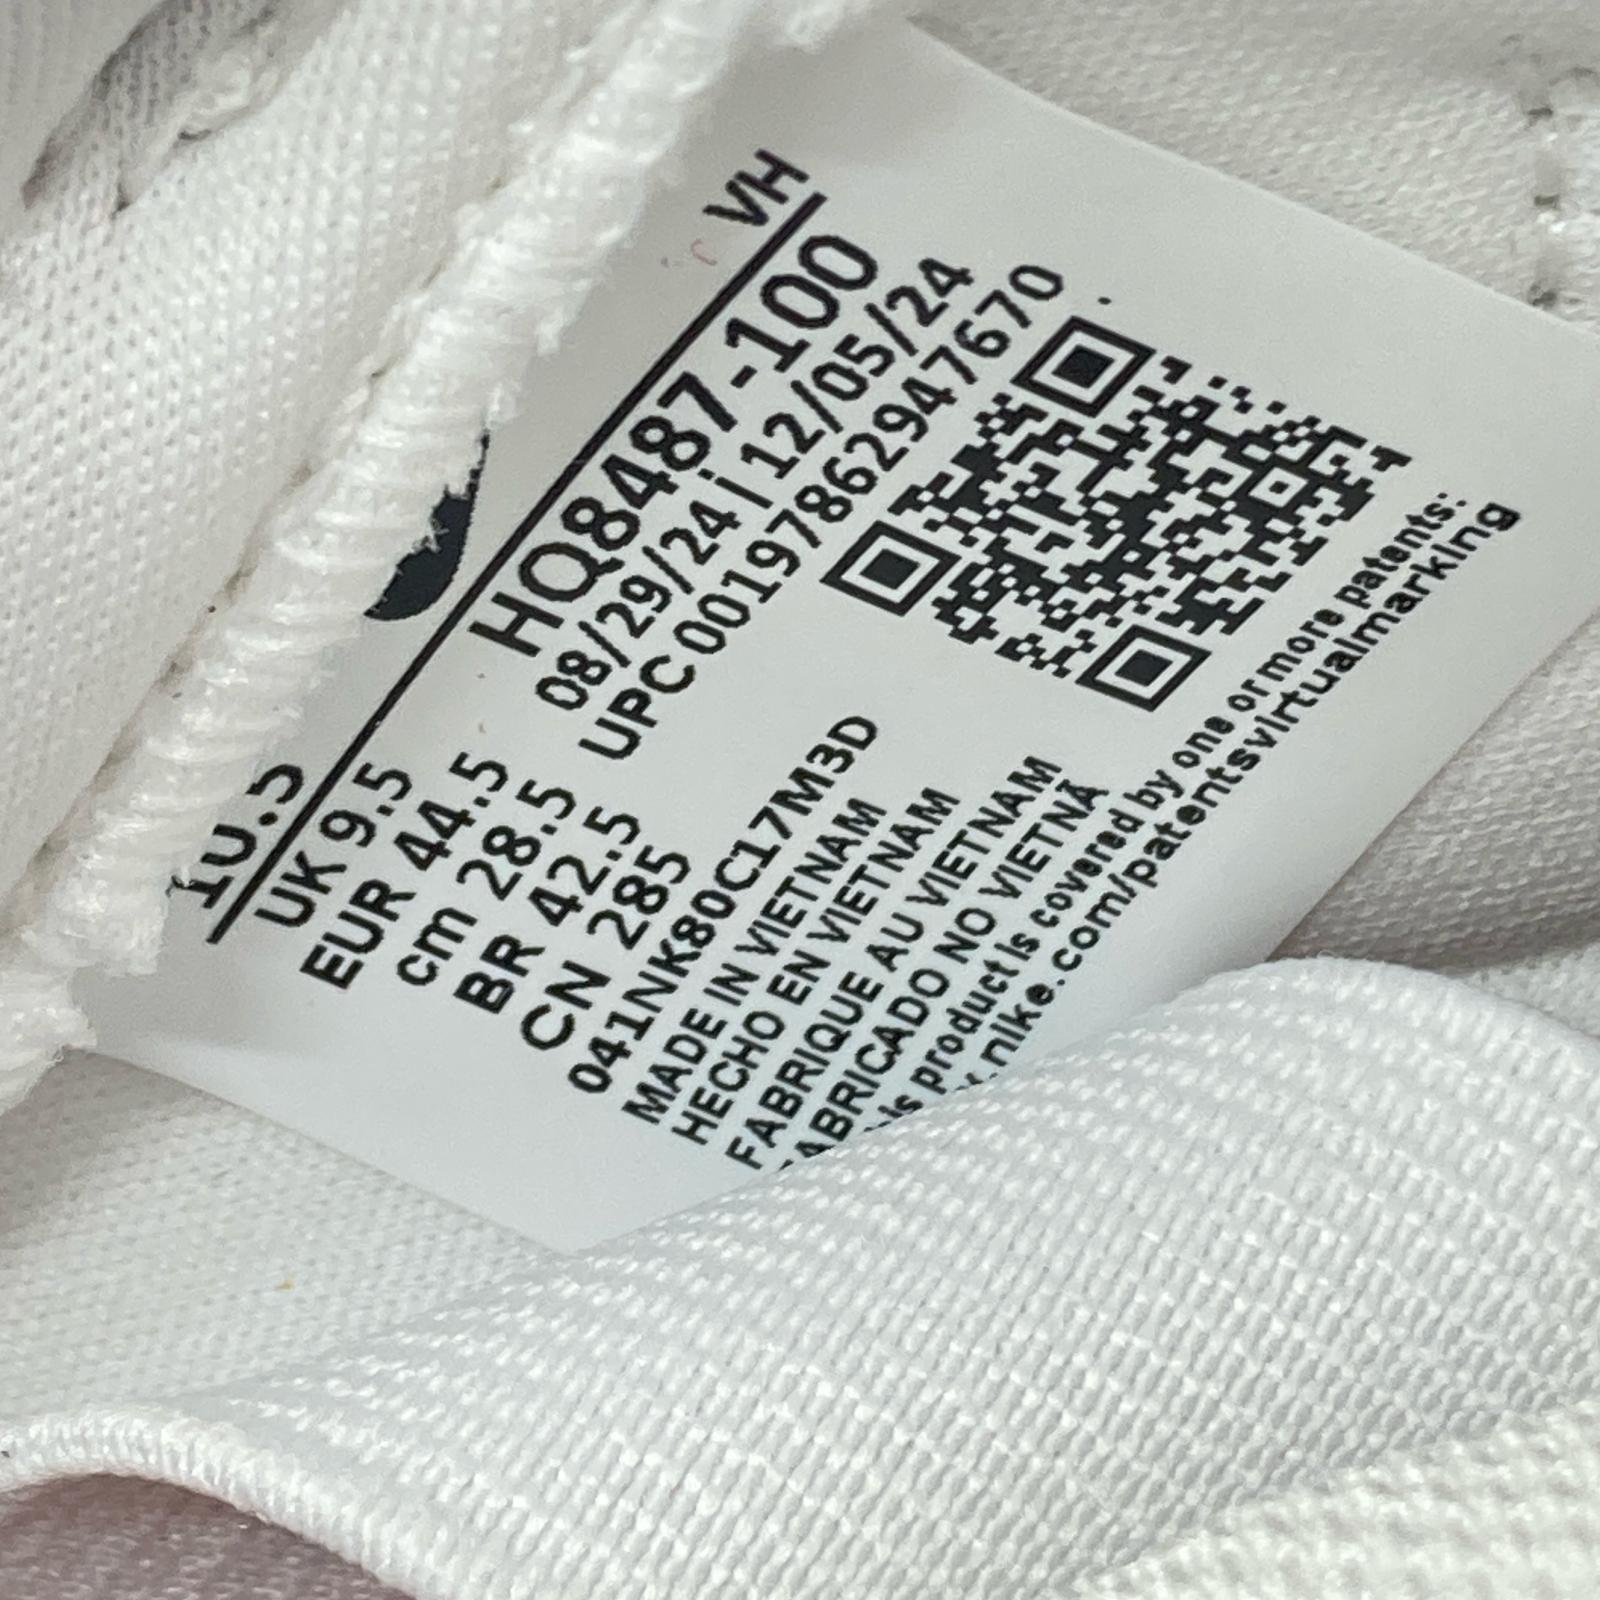 10.5
VH
UK 9.5
EUR 44.5
cm 28.5
BR 42.5
CN 285
HQ8487-100
08/29/24 | 12/05/24
UPC 00197862947670
041NK80C17M3D
MADE IN VIETNAM
HECHO EN VIETNAM
FABRIQUE AU VIETNAM
FABRICADO NO VIETNÃ
his product is covered by one or more patents:
nike.com/patentsvirtualmarking